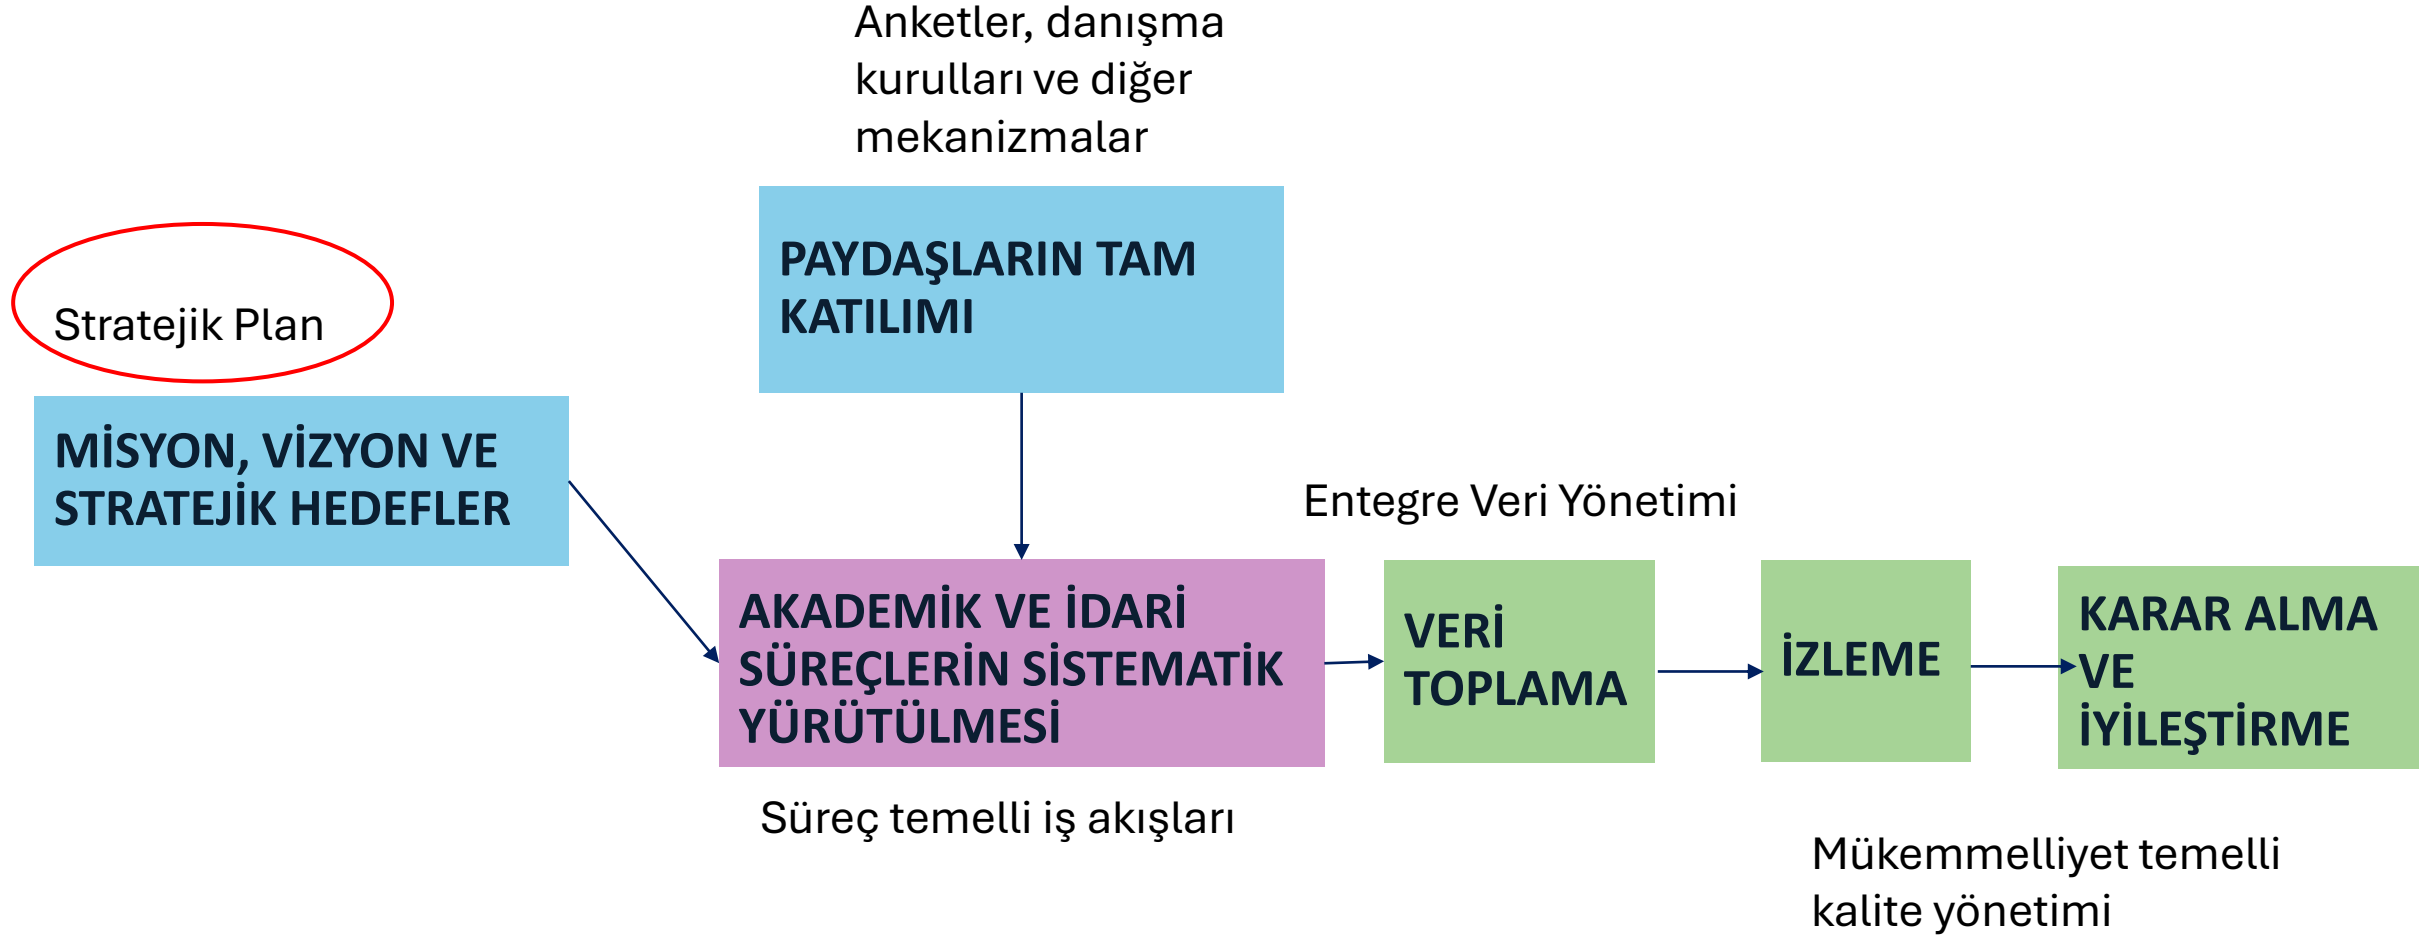 Anketler, danışma
kurulları ve diğer
mekanizmalar
PAYDAŞLARIN TAM
KATILIMI
Stratejik Plan
MİSYON, VİZYON VE
STRATEJİK HEDEFLER
Entegre Veri Yönetimi
AKADEMİK VE İDARİ
SÜREÇLERİN SİSTEMATİK
YÜRÜTÜLMESİ
VERİ
TOPLAMA
İZLEME
KARAR ALMA
VE
İYİLEŞTİRME
Süreç temelli iş akışları
Mükemmelliyet temelli
kalite yönetimi